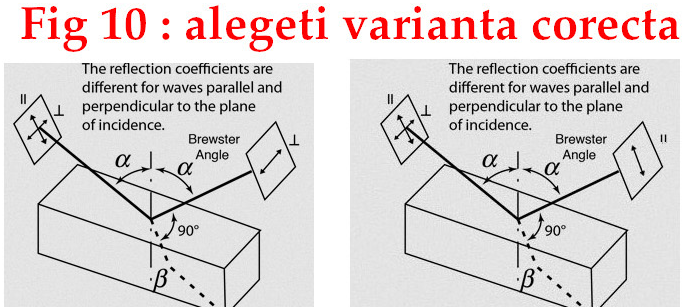 Fig 10 : alegeti varianta corecta
The reflection coefficients are
different for waves parallel and
perpendicular to the plane
of incidence.
II
⊥
Brewster
Angle
⊥
α
α
90°
β
The reflection coefficients are
different for waves parallel and
perpendicular to the plane
of incidence.
II
⊥
Brewster
Angle
II
α
α
90°
β